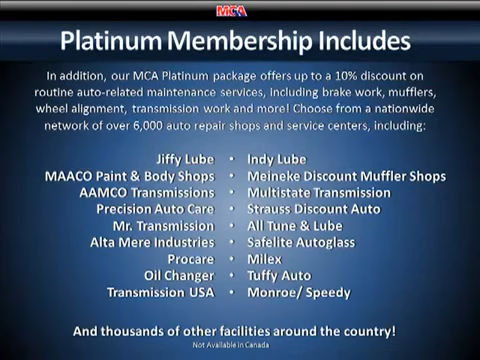 MCA
Platinum Membership Includes
In addition, our MCA Platinum package offers up to a 10% discount on
routine auto-related maintenance services, including brake work, mufflers,
wheel alignment, transmission work and more! Choose from a nationwide
network of over 6,000 auto repair shops and service centers, including:
Jiffy Lube • Indy Lube
MAACO Paint & Body Shops • Meineke Discount Muffler Shops
AAMCO Transmissions • Multistate Transmission
Precision Auto Care • Strauss Discount Auto
Mr. Transmission • All Tune & Lube
Alta Mere Industries • Safelite Autoglass
Procare • Milex
Oil Changer • Tuffy Auto
Transmission USA • Monroe/ Speedy
And thousands of other facilities around the country!
Not Available in Canada